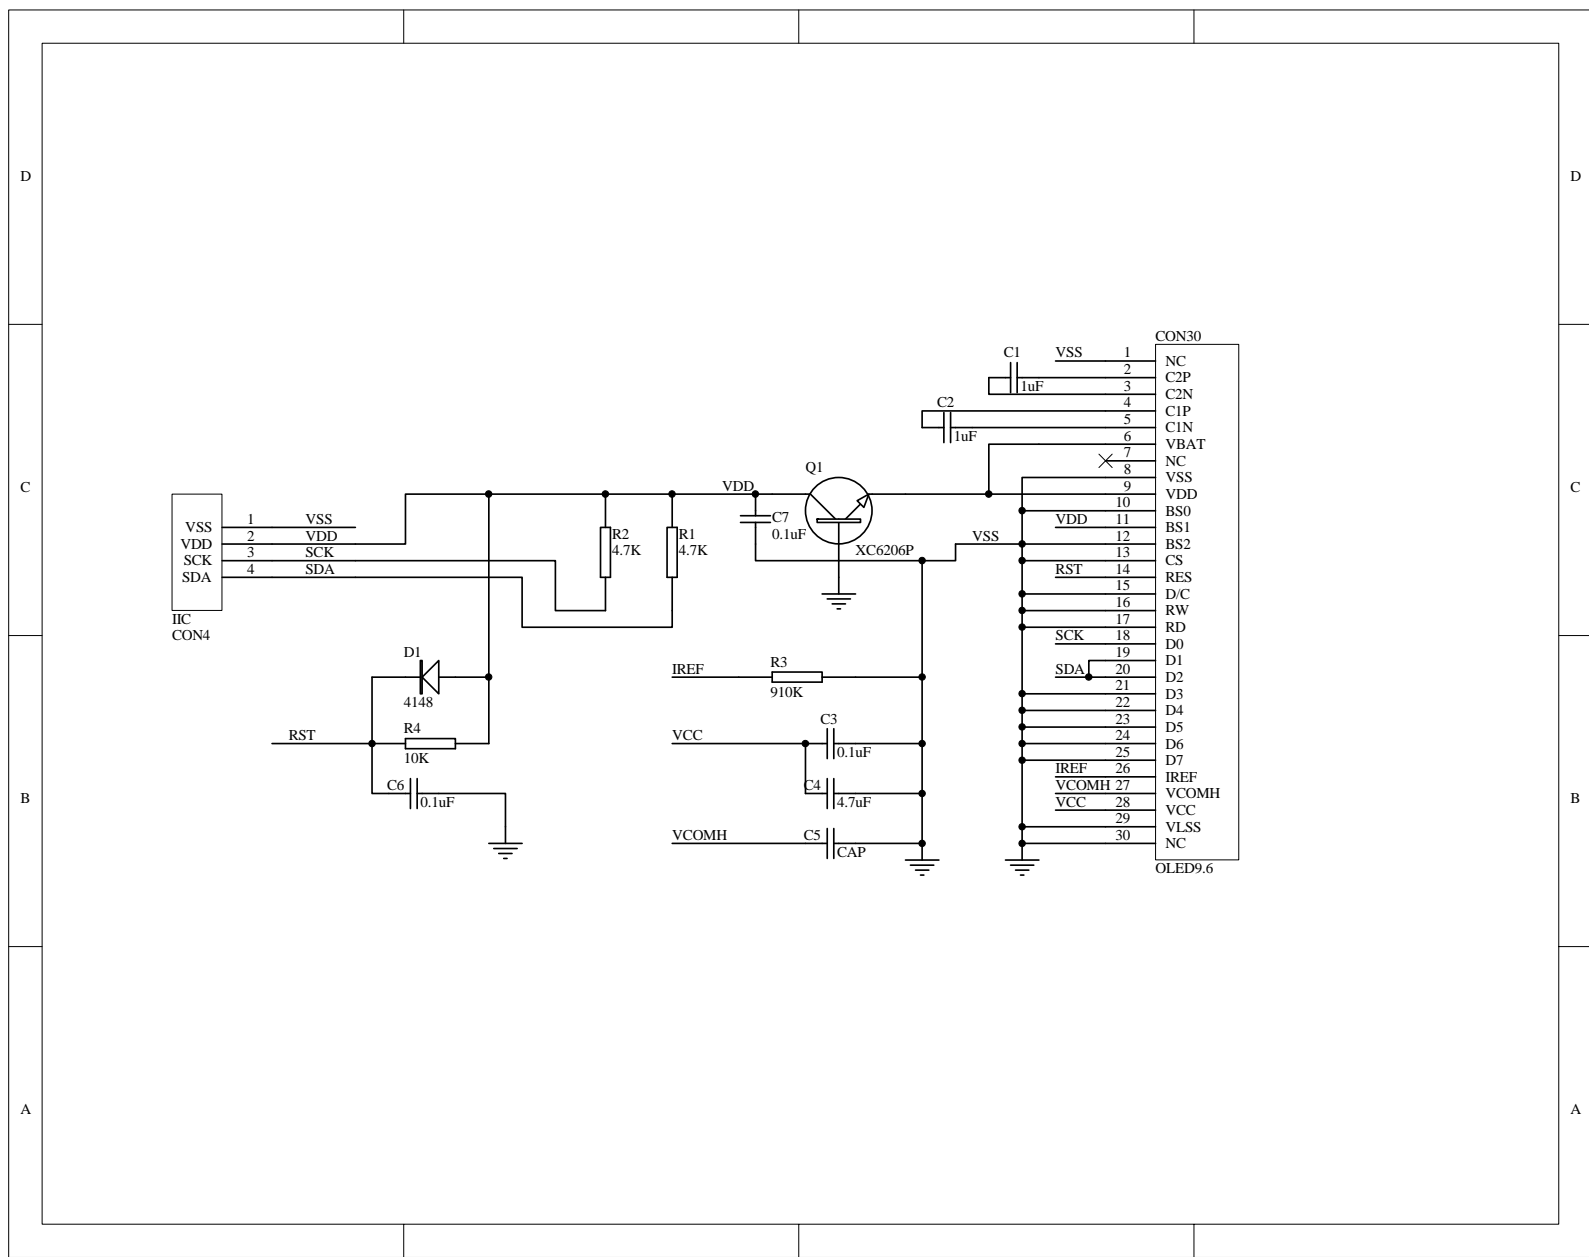 D
D
C
C
B
B
A
A
VSS
VDD
SCK
SDA
1
2
3
4
VSS
VDD
SCK
SDA
IIC
CON4
R2
4.7K
R1
4.7K
VDD
C7
0.1uF
Q1
XC6206P
VSS
D1
4148
RST
R4
10K
C6
0.1uF
IREF
R3
910K
VCC
C3
0.1uF
C4
4.7uF
VCOMH
C5
CAP
C1
1uF
C2
1uF
CON30
VSS 1 NC
2 C2P
3 C2N
4 C1P
5 C1N
6 VBAT
7 NC
8 VSS
9 VDD
10 BS0
VDD 11 BS1
12 BS2
13 CS
RST 14 RES
15 D/C
16 RW
17 RD
SCK 18 D0
19 D1
SDA 20 D2
21 D3
22 D4
23 D5
24 D6
25 D7
IREF 26 IREF
VCOMH 27 VCOMH
VCC 28 VCC
29 VLSS
30 NC
OLED9.6